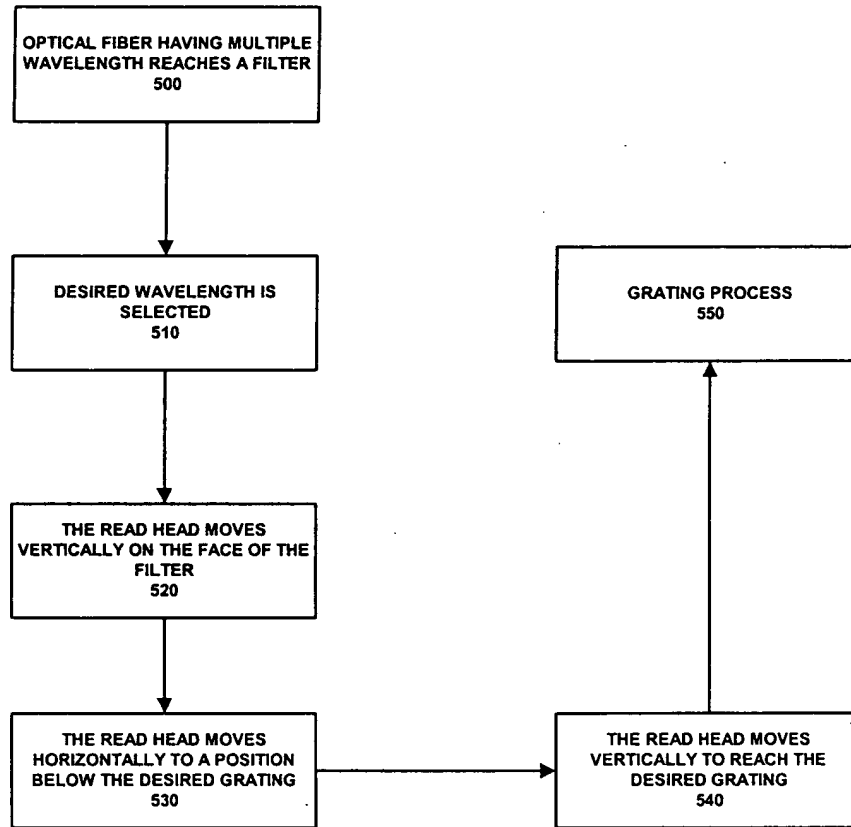 OPTICAL FIBER HAVING MULTIPLE
WAVELENGTH REACHES A FILTER
500
DESIRED WAVELENGTH IS
SELECTED
510
THE READ HEAD MOVES
VERTICALLY ON THE FACE OF THE
FILTER
520
THE READ HEAD MOVES
HORIZONTALLY TO A POSITION
BELOW THE DESIRED GRATING
530
THE READ HEAD MOVES
VERTICALLY TO REACH THE
DESIRED GRATING
540
GRATING PROCESS
550